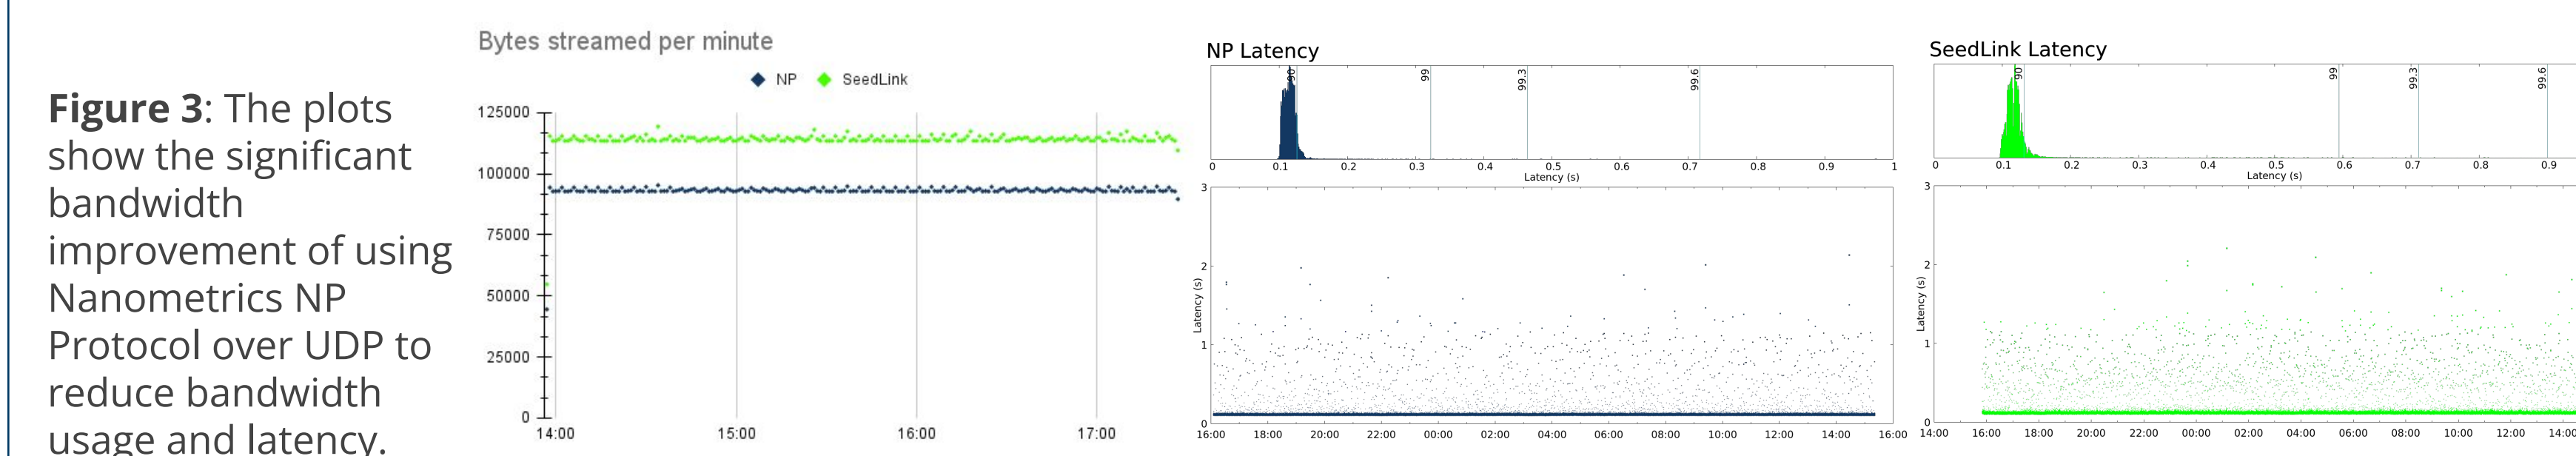 Figure 3: The plots
show the significant
bandwidth
improvement of using
Nanometrics NP
Protocol over UDP to
reduce bandwidth
usage and latency.
Bytes streamed per minute
NP SeedLink
125000
100000
75000
50000
25000
0
14:00 15:00 16:00 17:00
NP Latency
90 99 99.3 99.6
0 0.1 0.2 0.3 0.4 0.5 0.6 0.7 0.8 0.9 1
Latency (s)
3
2
1
0
Latency (s)
16:00 18:00 20:00 22:00 00:00 02:00 04:00 06:00 08:00 10:00 12:00 14:00 16:00
SeedLink Latency
90 99 99.3 99.6
0 0.1 0.2 0.3 0.4 0.5 0.6 0.7 0.8 0.9
Latency (s)
3
2
1
0
Latency (s)
14:00 16:00 18:00 20:00 22:00 00:00 02:00 04:00 06:00 08:00 10:00 12:00 14:00